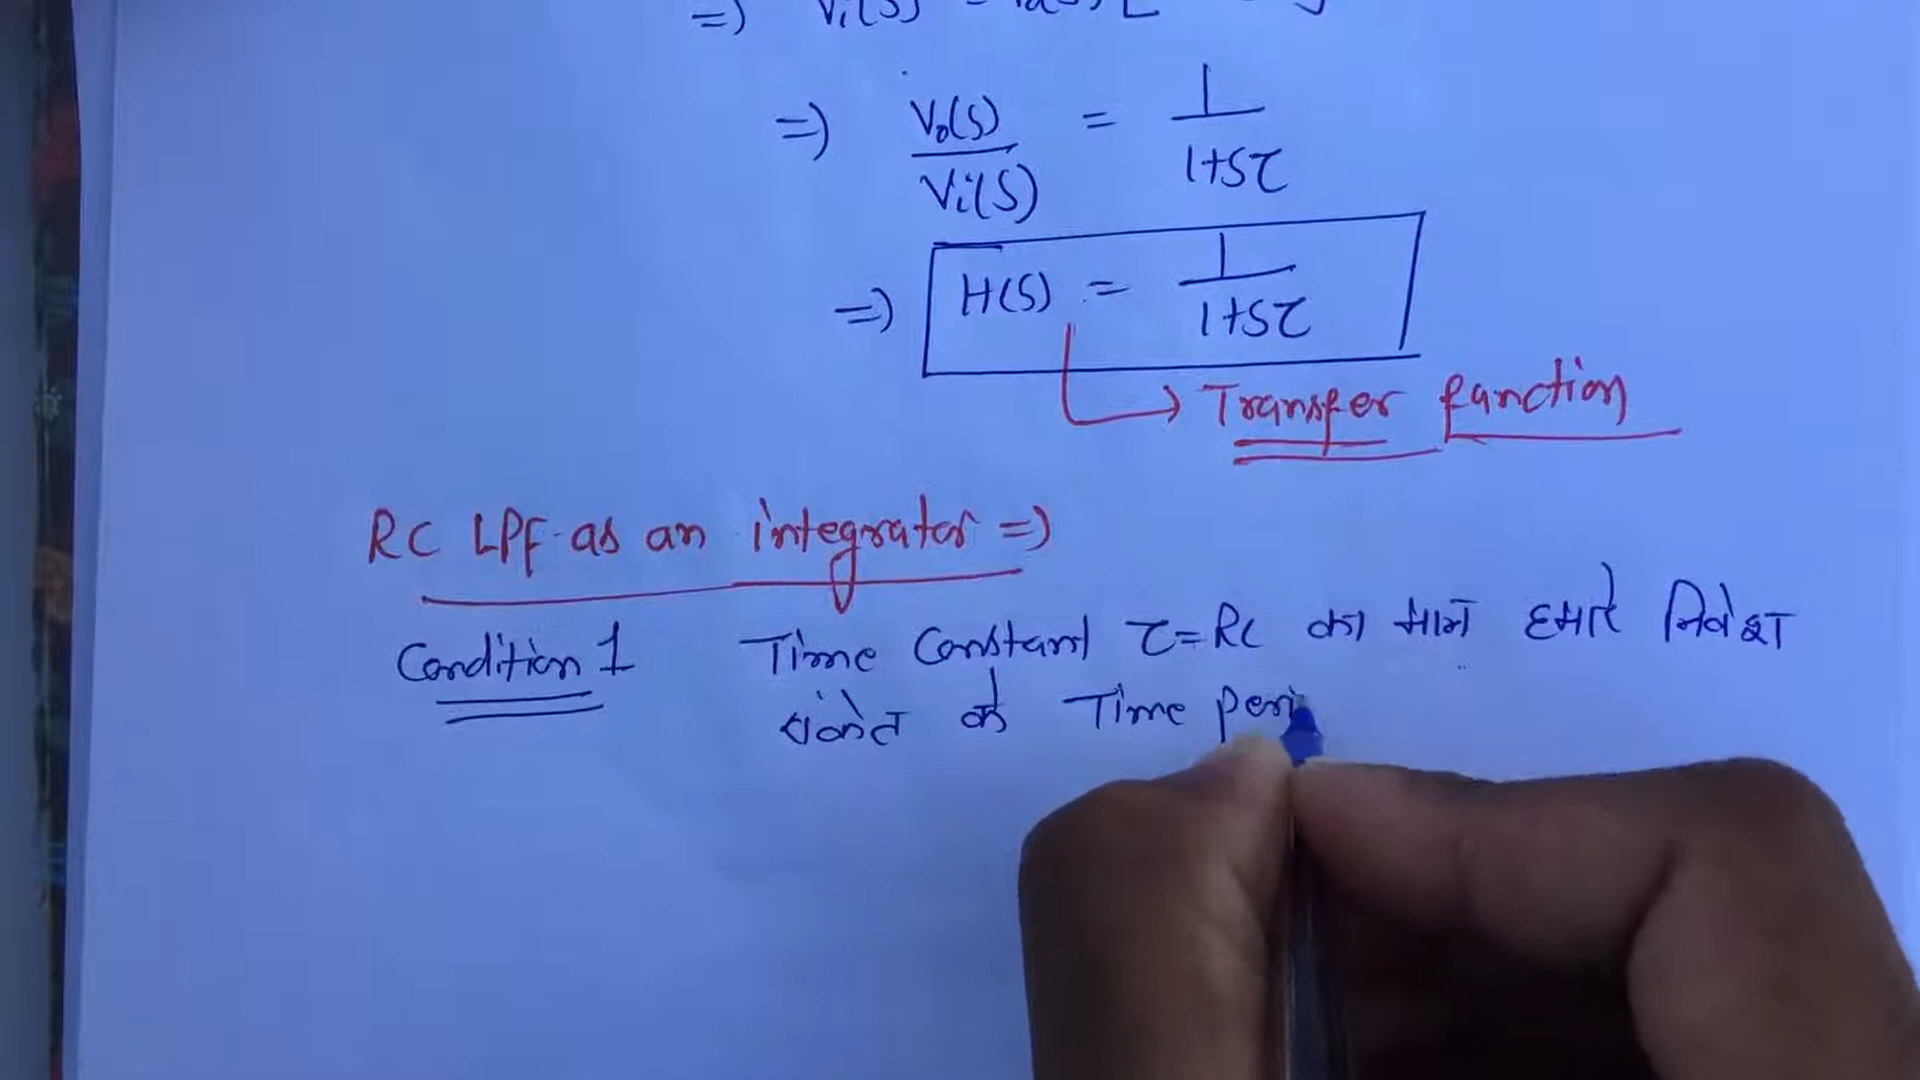 => Vi(S) =
=> Vo(S)/Vi(S) = 1/1+Sτ
=> H(S) = 1/1+Sτ
Transfer function
RC LPF as an integrator =>
Condition 1 Time Constant τ=RC का मान हमारे निवेश
संकेत के Time peri